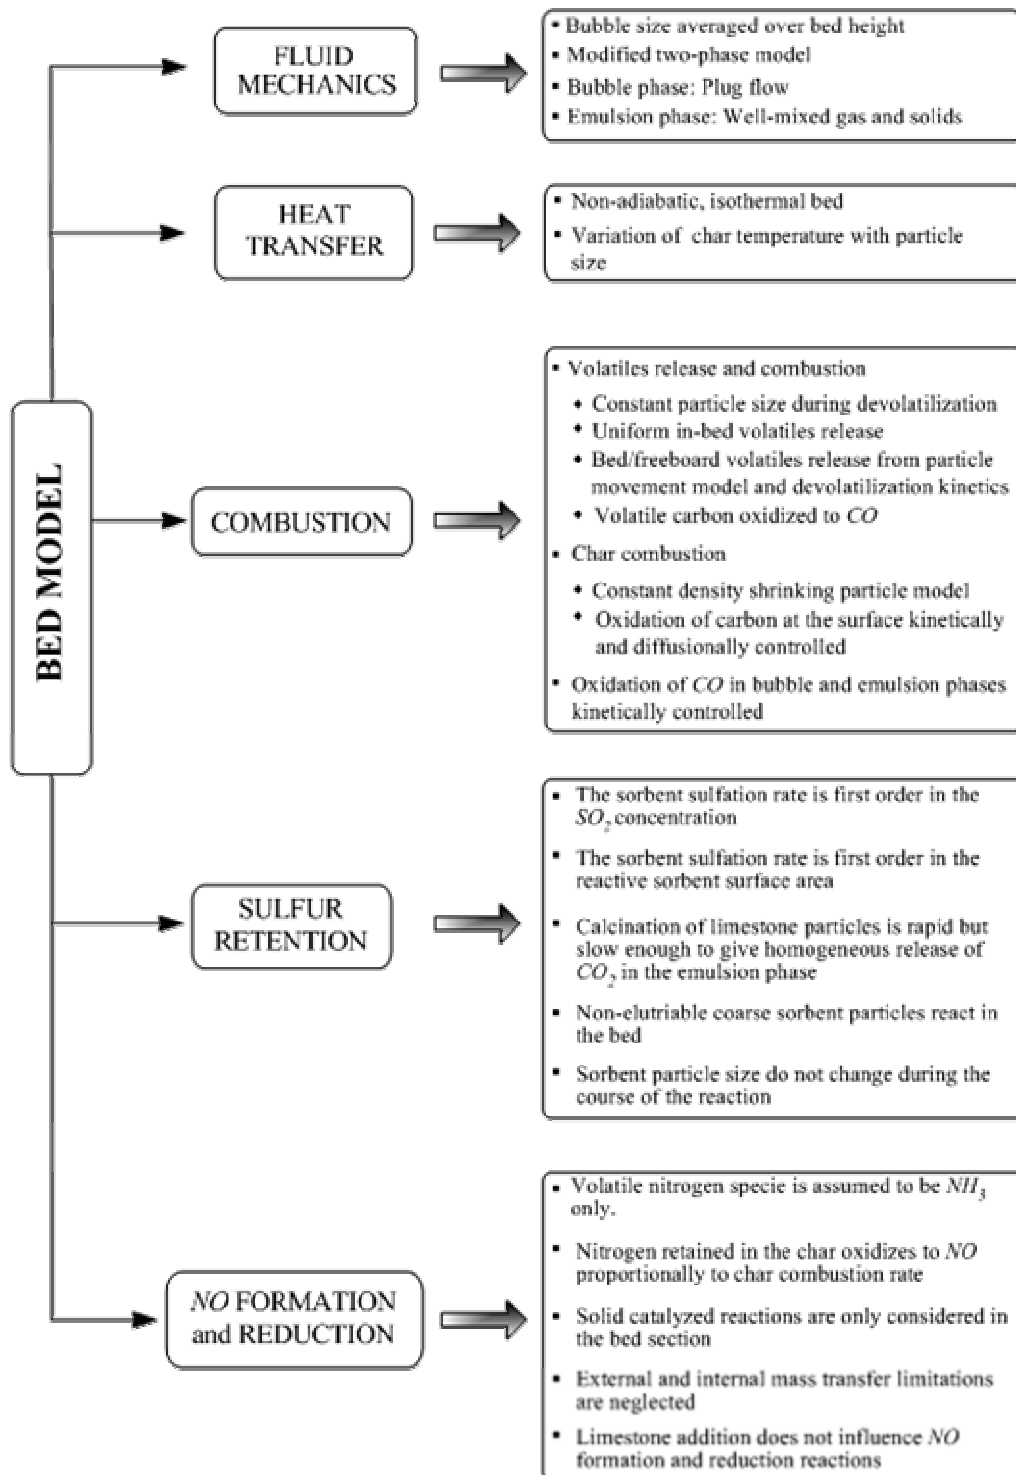 BED MODEL
FLUID
MECHANICS
▪ Bubble size averaged over bed height
▪ Modified two-phase model
▪ Bubble phase: Plug flow
▪ Emulsion phase: Well-mixed gas and solids
HEAT
TRANSFER
▪ Non-adiabatic, isothermal bed
▪ Variation of char temperature with particle
size
COMBUSTION
▪ Volatiles release and combustion
♦ Constant particle size during devolatilization
♦ Uniform in-bed volatiles release
♦ Bed/freeboard volatiles release from particle
movement model and devolatilization kinetics
♦ Volatile carbon oxidized to CO
▪ Char combustion
♦ Constant density shrinking particle model
♦ Oxidation of carbon at the surface kinetically
and diffusionally controlled
▪ Oxidation of CO in bubble and emulsion phases
kinetically controlled
SULFUR
RETENTION
▪ The sorbent sulfation rate is first order in the
SO₂ concentration
▪ The sorbent sulfation rate is first order in the
reactive sorbent surface area
▪ Calcination of limestone particles is rapid but
slow enough to give homogeneous release of
CO₂ in the emulsion phase
▪ Non-elutriable coarse sorbent particles react in
the bed
▪ Sorbent particle size do not change during the
course of the reaction
NO FORMATION
and REDUCTION
▪ Volatile nitrogen specie is assumed to be NH₃
only.
▪ Nitrogen retained in the char oxidizes to NO
proportionally to char combustion rate
▪ Solid catalyzed reactions are only considered in
the bed section
▪ External and internal mass transfer limitations
are neglected
▪ Limestone addition does not influence NO
formation and reduction reactions